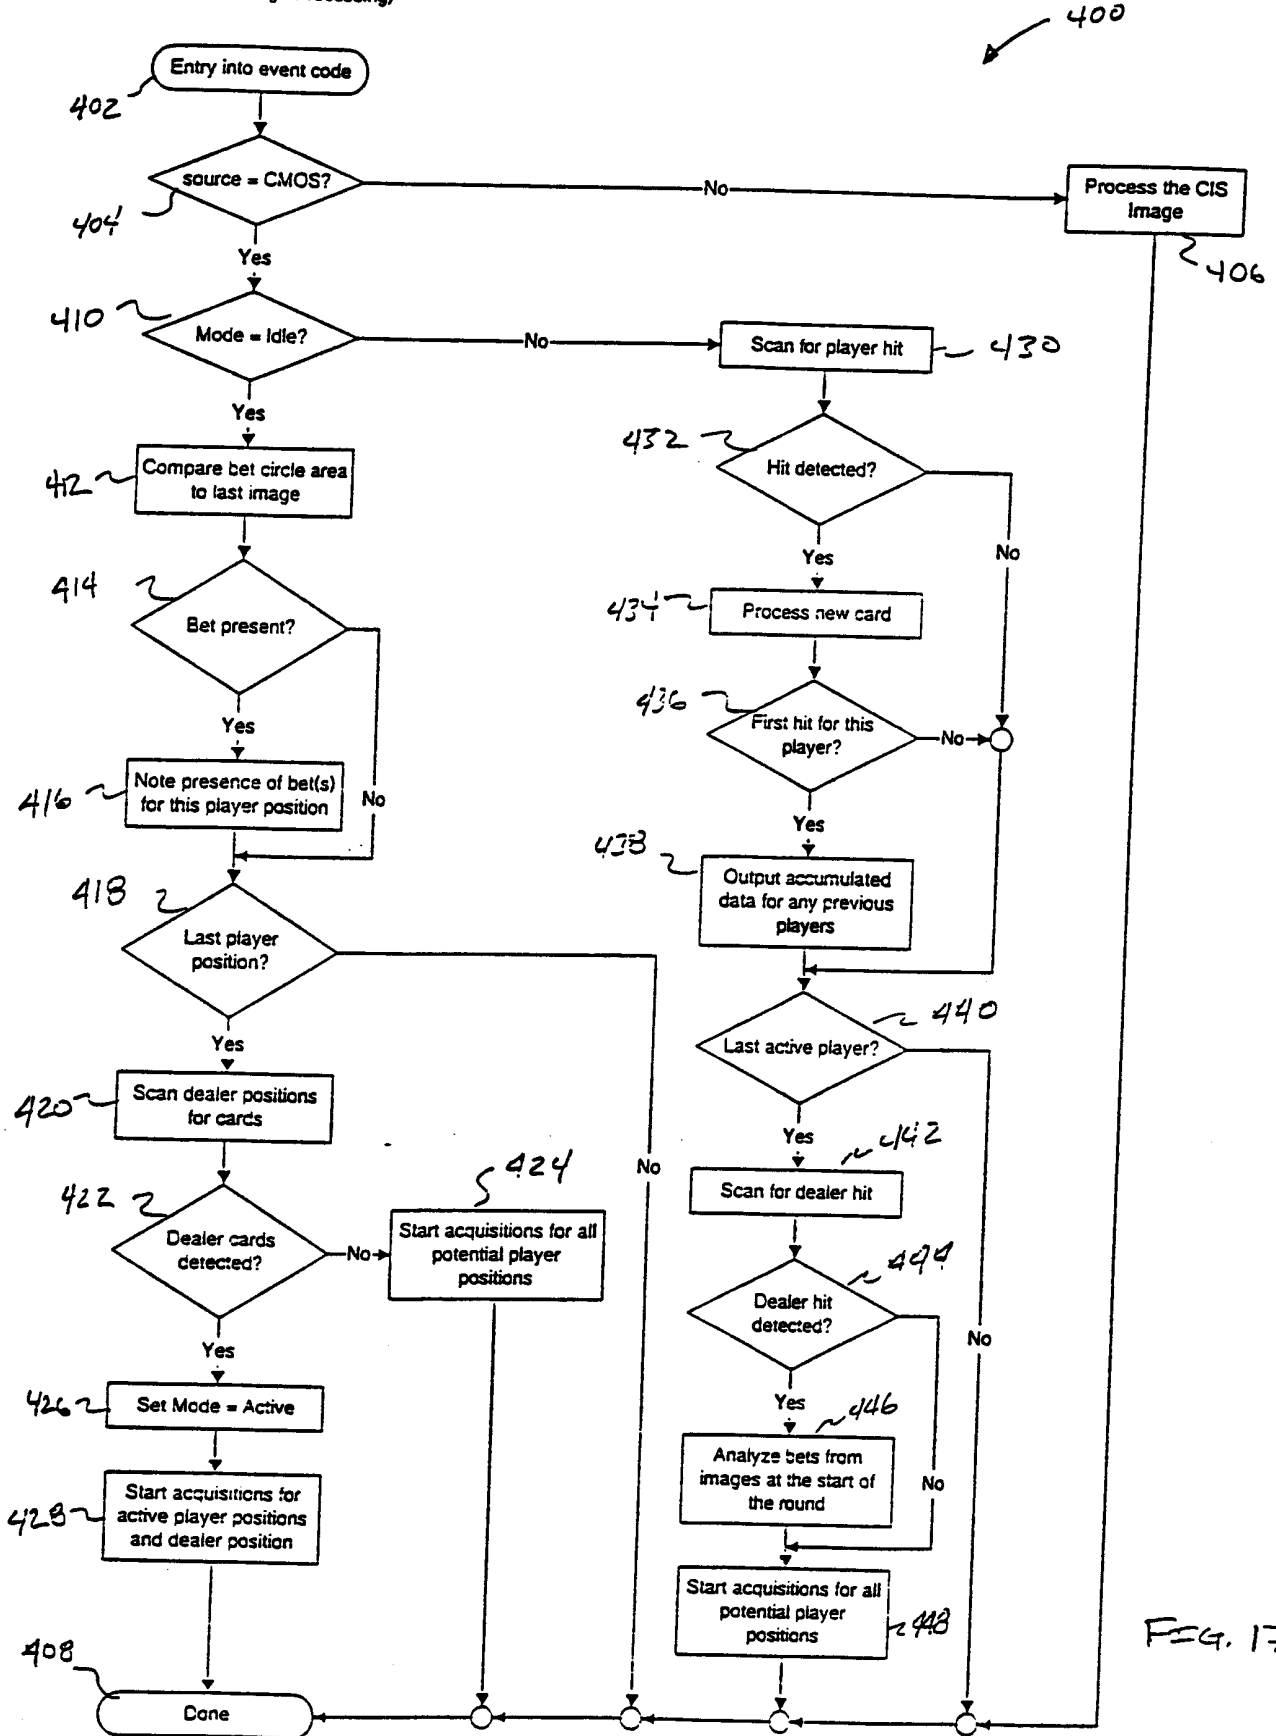 400
Entry into event code
402
source = CMOS?
404
No
Process the CIS
Image
406
Yes
410
Mode = Idle?
No
Scan for player hit
430
Yes
412
Compare bet circle area
to last image
432
Hit detected?
No
Yes
414
Bet present?
434
Process new card
Yes
436
First hit for this
player?
No
416
Note presence of bet(s)
for this player position
No
Yes
438
Output accumulated
data for any previous
players
418
Last player
position?
440
Last active player?
Yes
420
Scan dealer positions
for cards
No
Yes
442
Scan for dealer hit
422
Dealer cards
detected?
No
424
Start acquisitions for all
potential player
positions
444
Dealer hit
detected?
No
Yes
426
Set Mode = Active
Yes
446
Analyze bets from
images at the start of
the round
No
428
Start acquisitions for
active player positions
and dealer position
Start acquisitions for all
potential player
positions
448
408
Done
FIG.